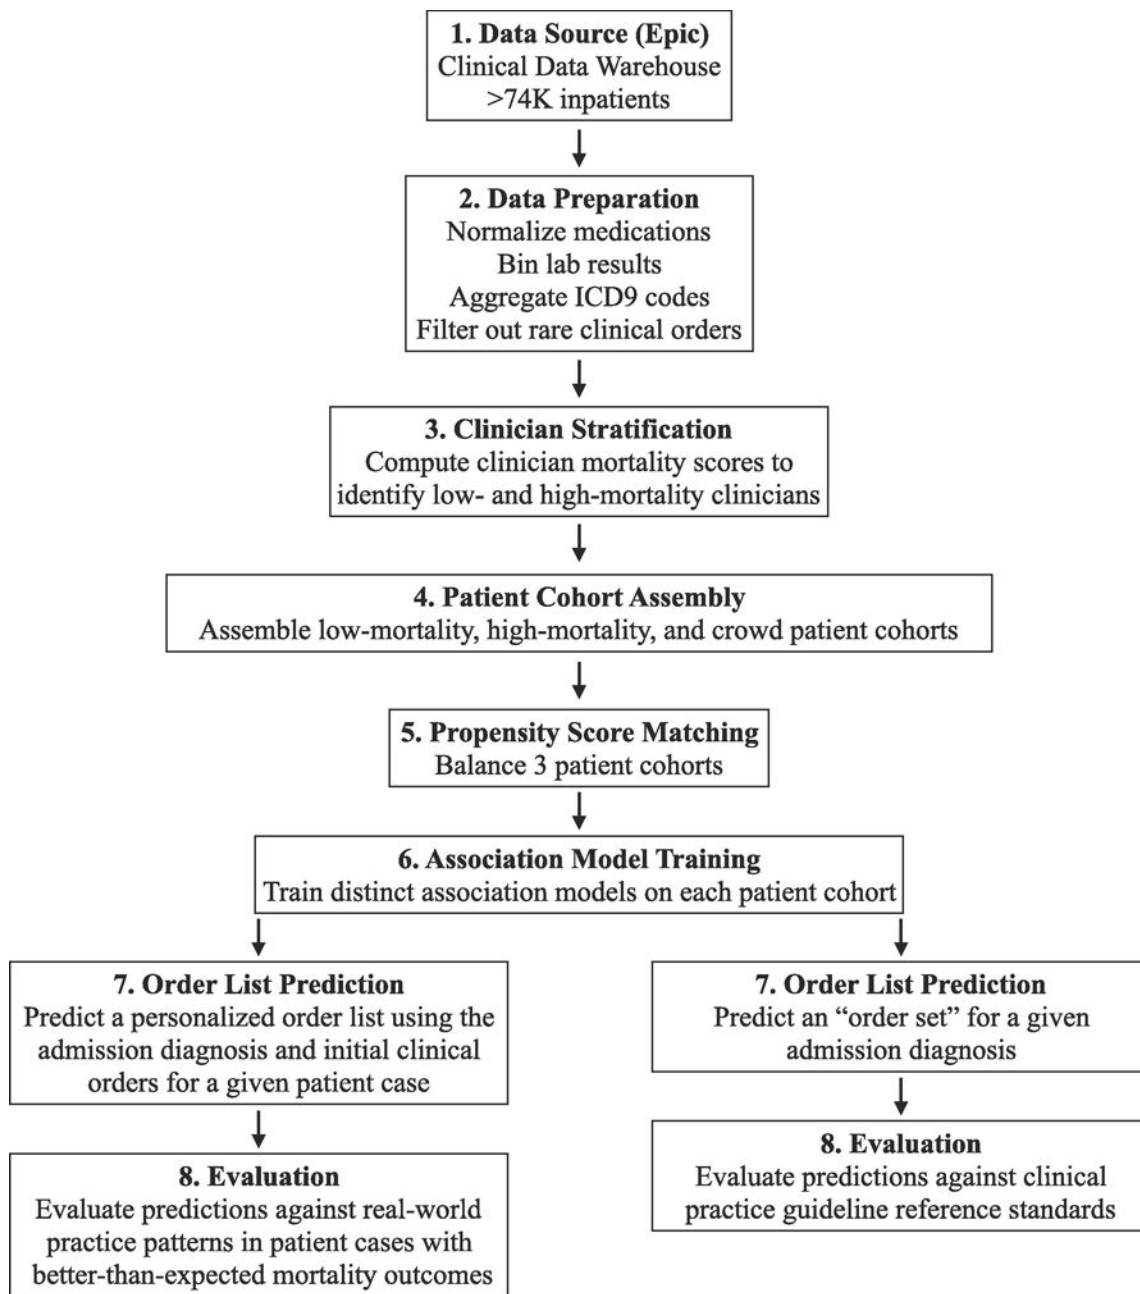 1. Data Source (Epic)
Clinical Data Warehouse
>74K inpatients
2. Data Preparation
Normalize medications
Bin lab results
Aggregate ICD9 codes
Filter out rare clinical orders
3. Clinician Stratification
Compute clinician mortality scores to
identify low- and high-mortality clinicians
4. Patient Cohort Assembly
Assemble low-mortality, high-mortality, and crowd patient cohorts
5. Propensity Score Matching
Balance 3 patient cohorts
6. Association Model Training
Train distinct association models on each patient cohort
7. Order List Prediction
Predict a personalized order list using the
admission diagnosis and initial clinical
orders for a given patient case
8. Evaluation
Evaluate predictions against real-world
practice patterns in patient cases with
better-than-expected mortality outcomes
7. Order List Prediction
Predict an “order set” for a given
admission diagnosis
8. Evaluation
Evaluate predictions against clinical
practice guideline reference standards